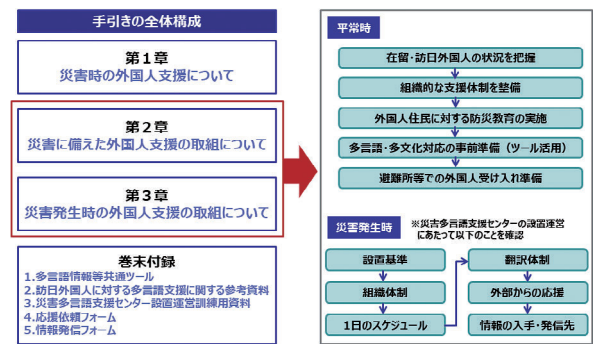 手引きの全体構成
第1章
災害時の外国人支援について
第2章
災害に備えた外国人支援の取組について
第3章
災害発生時の外国人支援の取組について
巻末付録
1.多言語情報等共通ツール
2.訪日外国人に対する多言語支援に関する参考資料
3.災害多言語支援センター設置運営訓練用資料
4.応援依頼フォーム
5.情報発信フォーム
平常時
在留・訪日外国人の状況を把握
組織的な支援体制を整備
外国人住民に対する防災教育の実施
多言語・多文化対応の事前準備（ツール活用）
避難所等での外国人受け入れ準備
災害発生時
※災害多言語支援センターの設置運営
にあたって以下のことを確認
設置基準
組織体制
1日のスケジュール
翻訳体制
外部からの応援
情報の入手・発信先